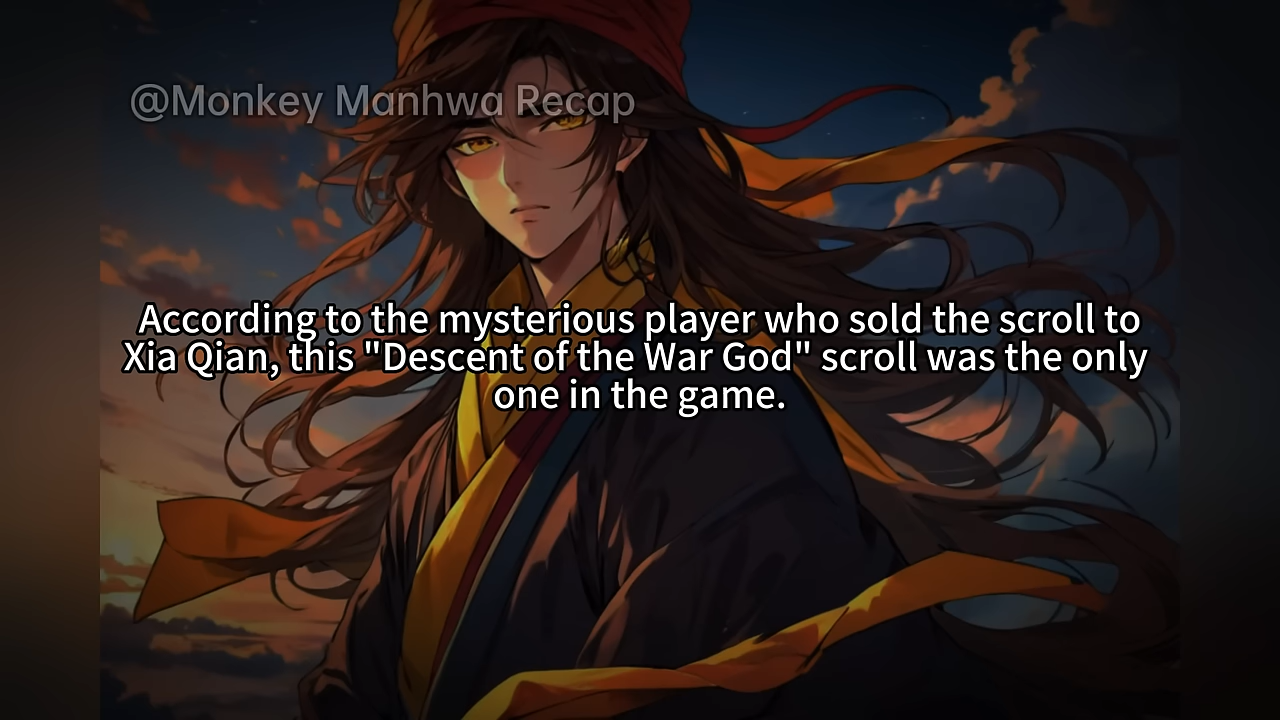 @Monkey Manhwa Recap
According to the mysterious player who sold the scroll to
Xia Qian, this "Descent of the War God" scroll was the only
one in the game.